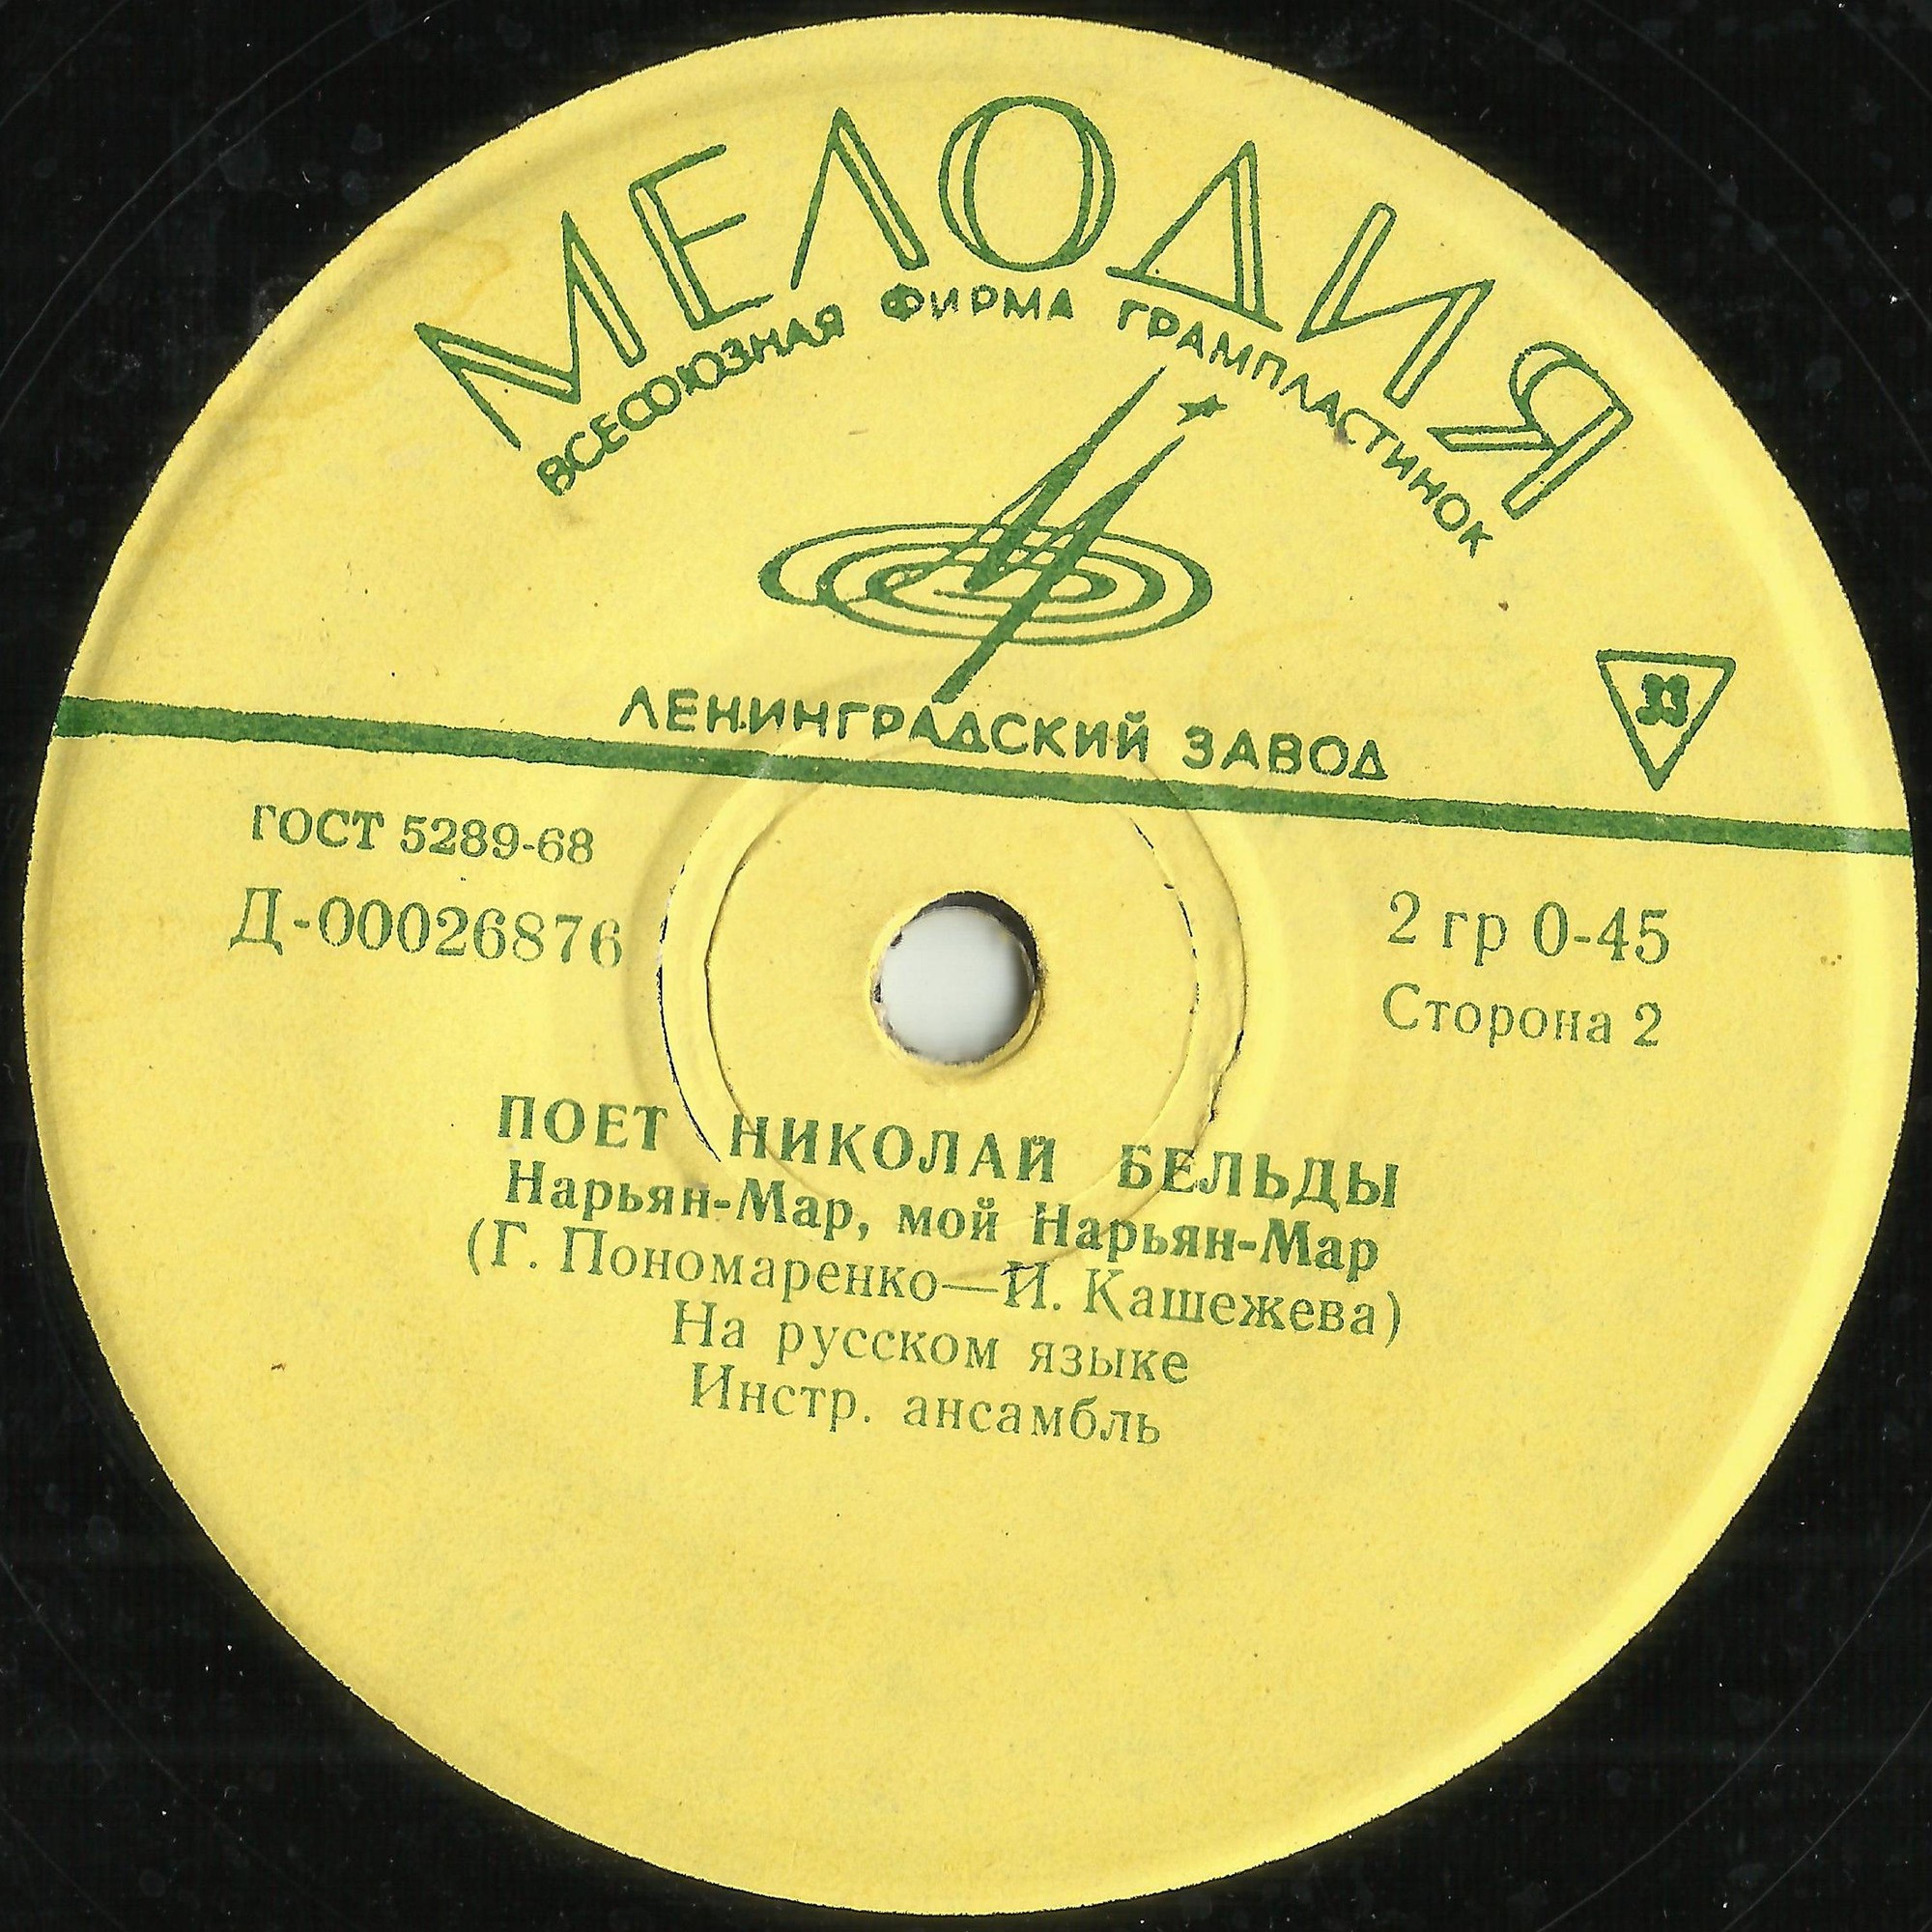 МЕЛОДИЯ
ВСЕСОЮЗНАЯ ФИРМА ГРАМПЛАСТИНОК
ЛЕНИНГРАДСКИЙ ЗАВОД
33
ГОСТ 5289-68
Д-00026876
2 гр 0-45
Сторона 2
ПОЕТ НИКОЛАЙ БЕЛЬДЫ
Нарьян-Мар, мой Нарьян-Мар
(Г. Пономаренко—И. Кашежева)
На русском языке
Инстр. ансамбль